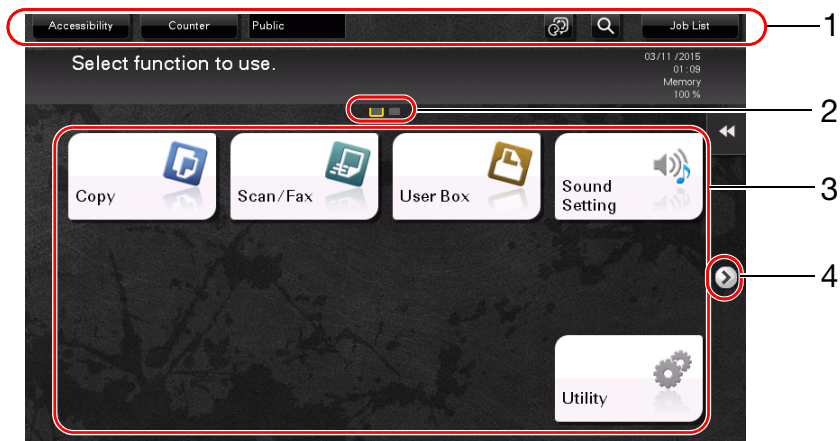 Accessibility Counter Public Job List 1
Select function to use.
03/11 /2015
01:09
Memory
100 %
2
Copy Scan/Fax User Box Sound Setting
3
4
Utility